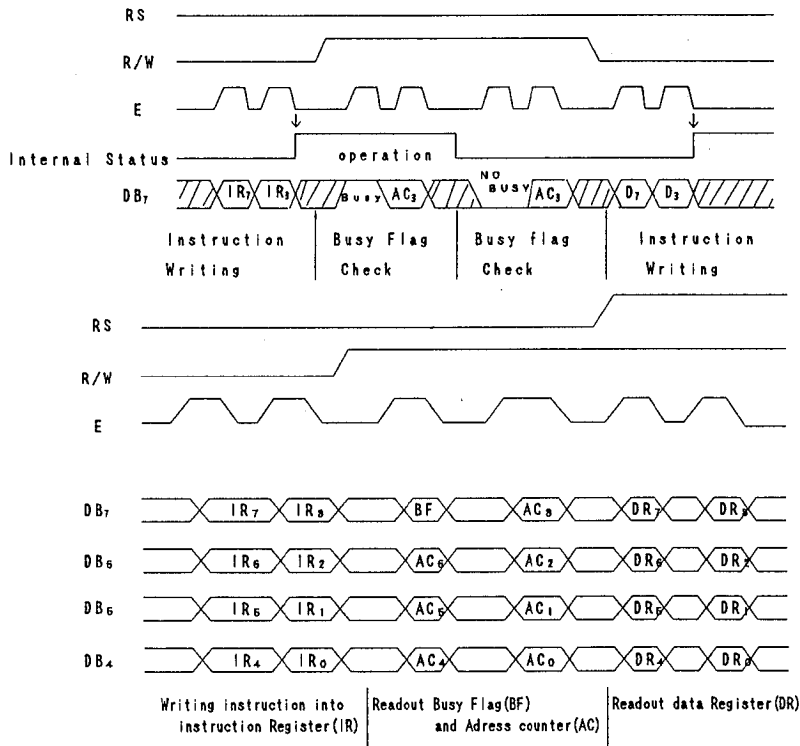 RS
R/W
E
Internal Status operation
DB₇ IR₇ IR₃ Busy AC₃ NO BUSY AC₃ D₇ D₃
Instruction Busy Flag Busy flag Instruction
Writing Check Check Writing
RS
R/W
E
DB₇ IR₇ IR₃ BF AC₃ DR₇ DR₃
DB₆ IR₆ IR₂ AC₆ AC₂ DR₆ DR₂
DB₅ IR₅ IR₁ AC₅ AC₁ DR₅ DR₁
DB₄ IR₄ IR₀ AC₄ AC₀ DR₄ DR₀
Writing instruction into Readout Busy Flag(BF) Readout data Register(DR)
instruction Register(IR) and Adress counter(AC)